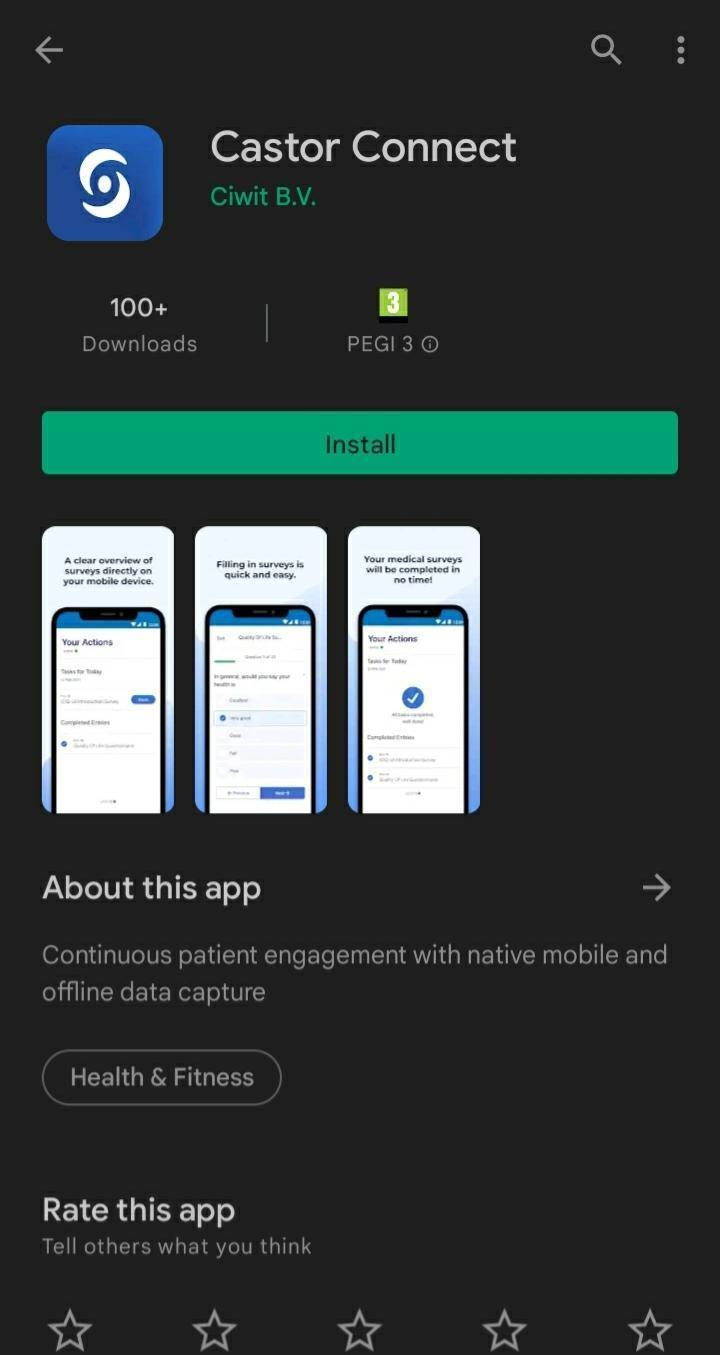 Castor Connect
Ciwit B.V.
100+
Downloads
3
PEGI 3
Install
A clear overview of
surveys directly on
your mobile device.
Your Actions
Tasks for Today
Completed Entries
Quality Of Life Questionnaire
Filling in surveys is
quick and easy.
Quality Of Life Su...
In general, would you say your
health is:
Excellent
Very good
Good
Fair
Poor
Previous
Next
Your medical surveys
will be completed in
no time!
Your Actions
Tasks for Today
All tasks completed,
well done!
Completed Entries
Quality Of Life Questionnaire
About this app
Continuous patient engagement with native mobile and
offline data capture
Health & Fitness
Rate this app
Tell others what you think